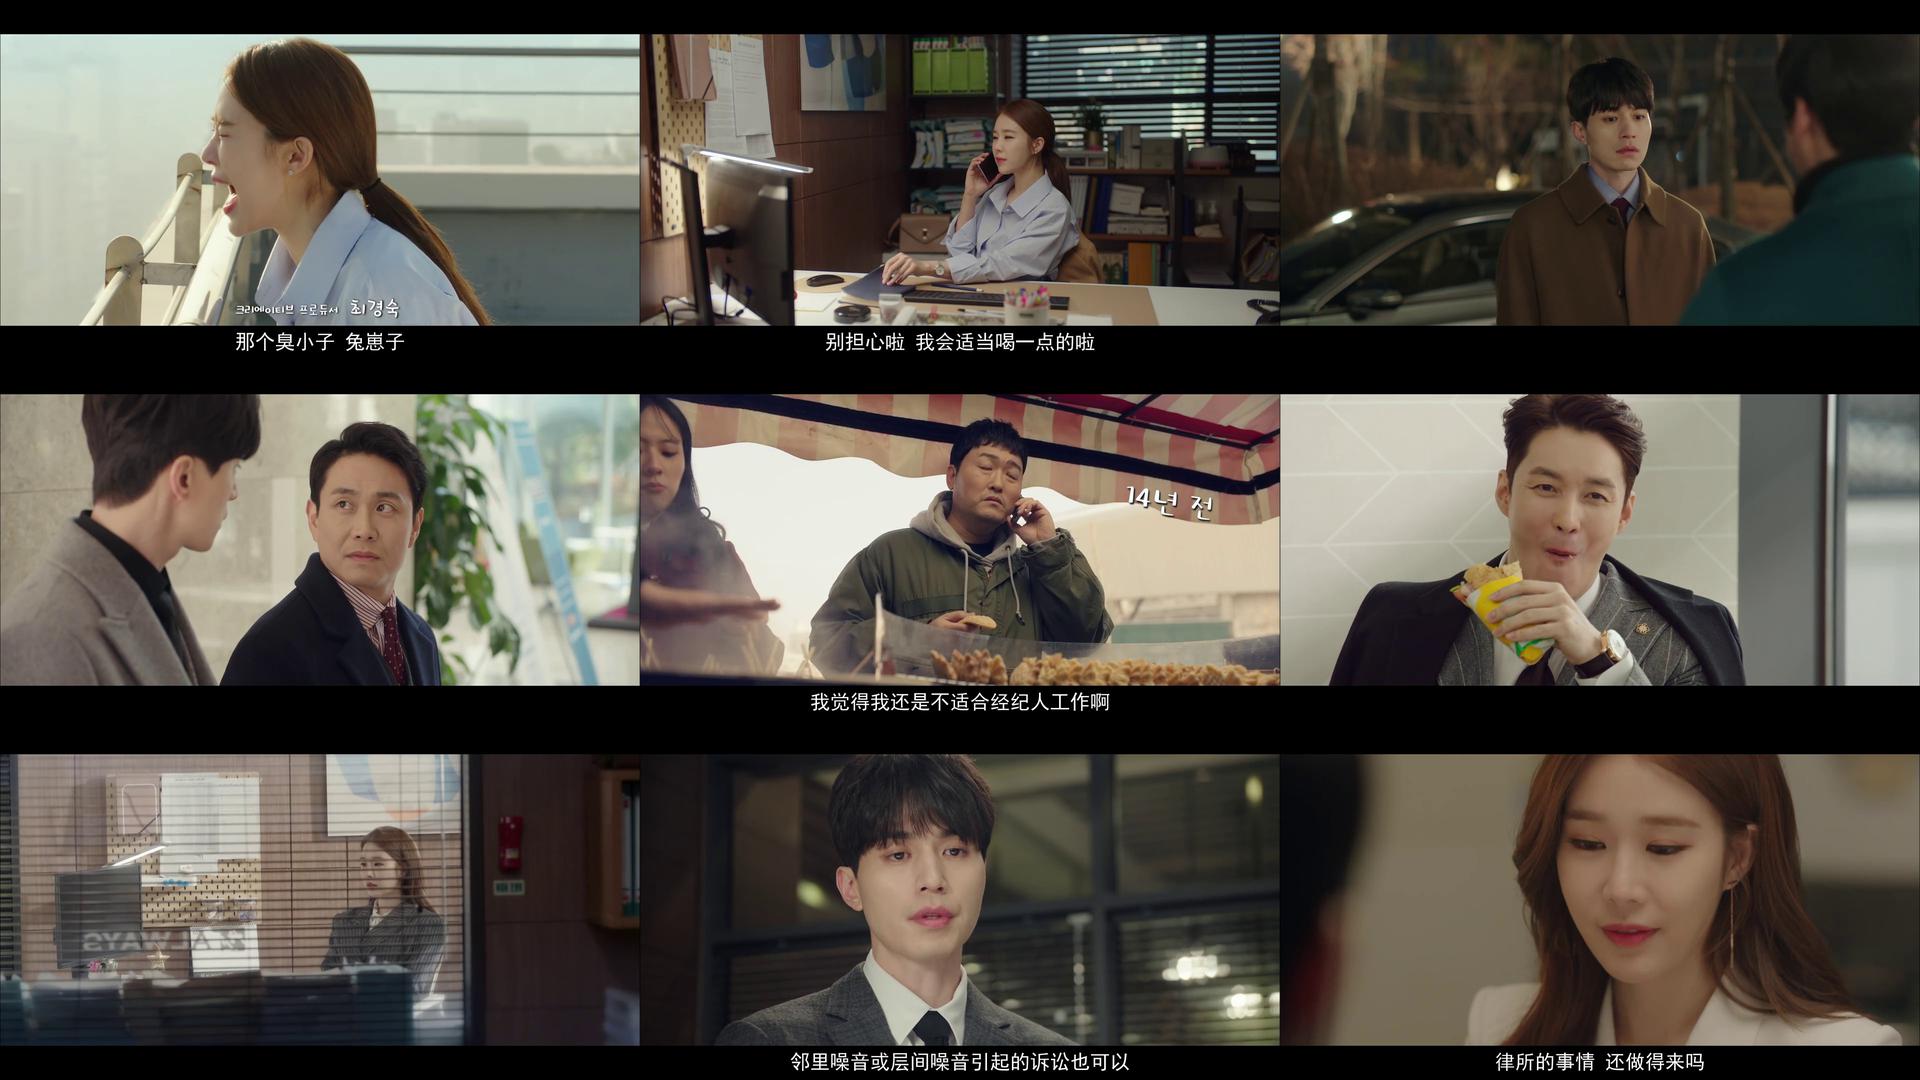 크리에이티브 프로듀서 최경숙
那个臭小子 兔崽子
别担心啦 我会适当喝一点的啦
14년 전
我觉得我还是不适合经纪人工作啊
ALWAYS
邻里噪音或层间噪音引起的诉讼也可以
律所的事情 还做得来吗